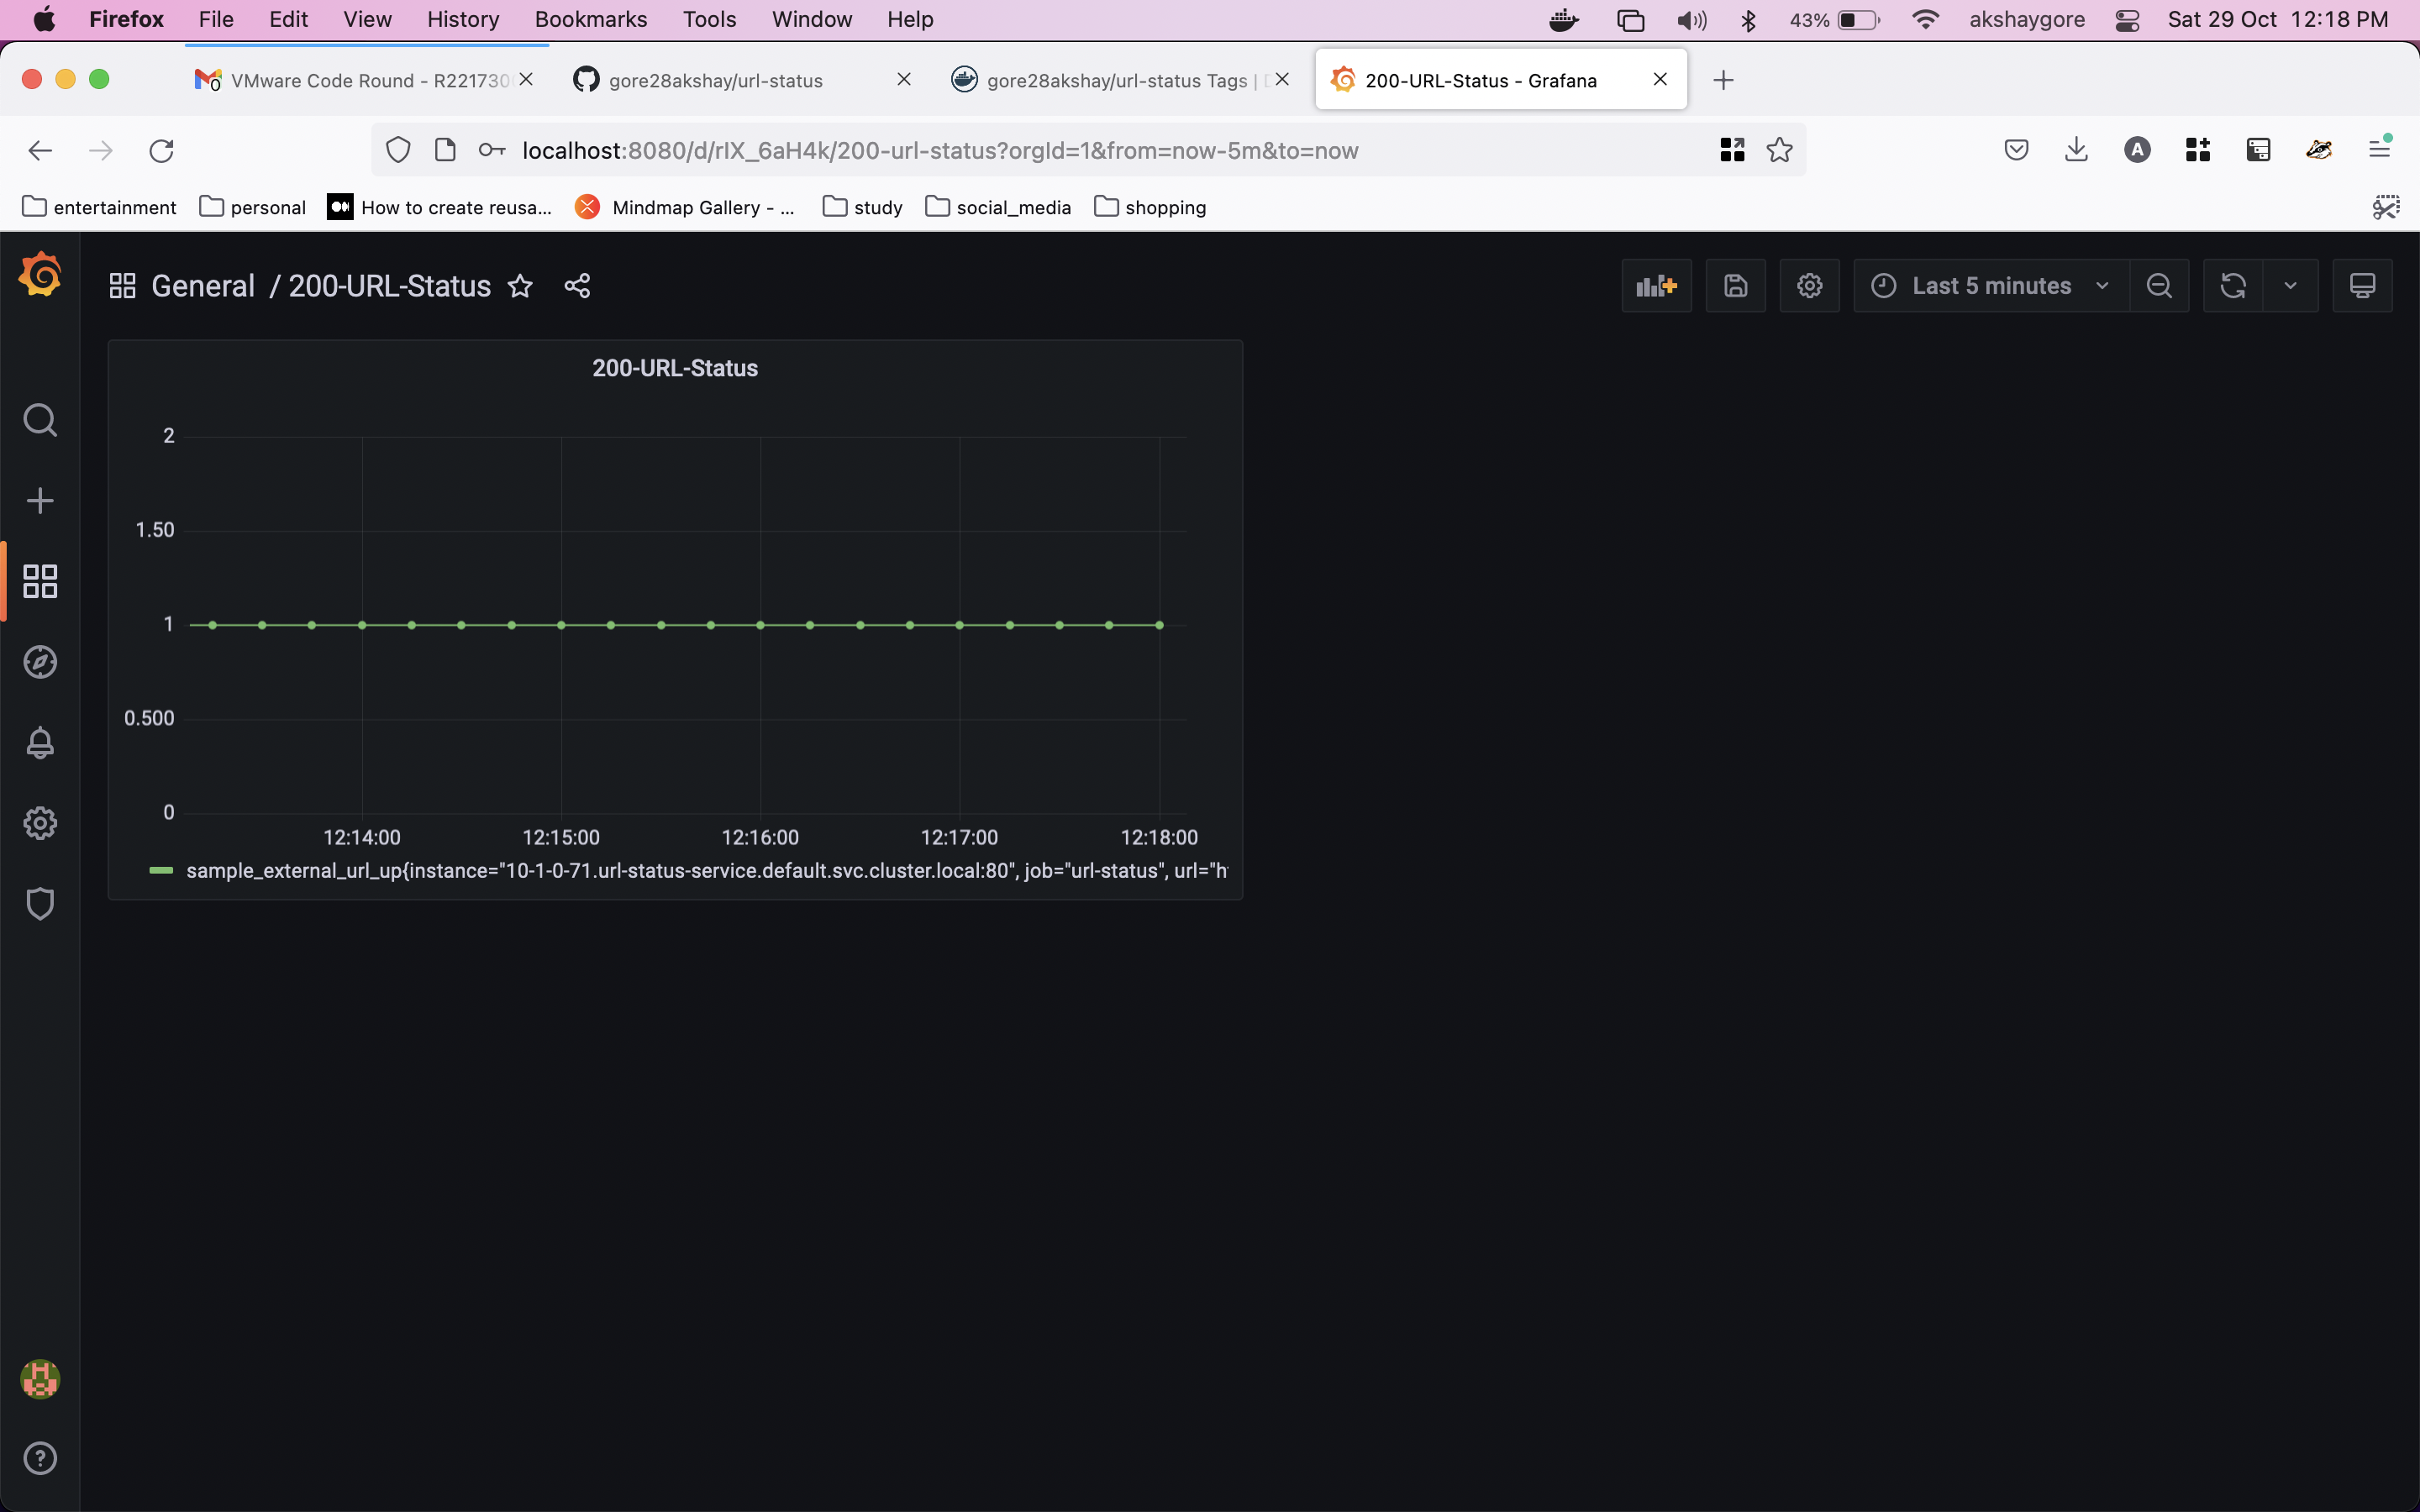 Firefox File Edit View History Bookmarks Tools Window Help 43% akshaygore Sat 29 Oct 12:18 PM
VMware Code Round - R221730 gore28akshay/url-status gore28akshay/url-status Tags | 200-URL-Status - Grafana
localhost:8080/d/rIX_6aH4k/200-url-status?orgId=1&from=now-5m&to=now
A
entertainment personal How to create reusa... Mindmap Gallery - ... study social_media shopping
General / 200-URL-Status Last 5 minutes
200-URL-Status
2
1.50
1
0.500
0
12:14:00 12:15:00 12:16:00 12:17:00 12:18:00
sample_external_url_up{instance="10-1-0-71.url-status-service.default.svc.cluster.local:80", job="url-status", url="h